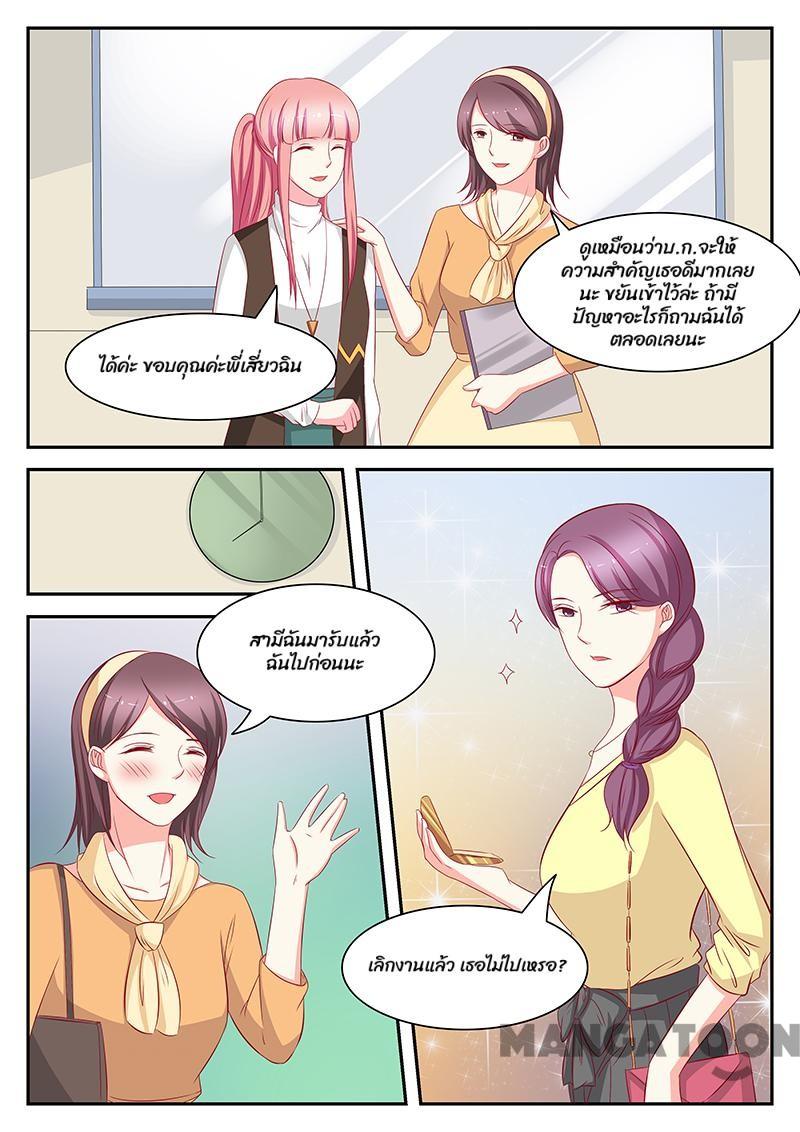 ดูเหมือนว่าบ.ก.จะให้
ความสำคัญเธอดีมากเลย
นะ ขยันเข้าไว้ล่ะ ถ้ามี
ปัญหาอะไรก็ถามฉันได้
ตลอดเลยนะ
ได้ค่ะ ขอบคุณค่ะพี่เสี่ยวฉิน
สามีฉันมารับแล้ว
ฉันไปก่อนนะ
เลิกงานแล้ว เธอไม่ไปเหรอ?
MANGATOON